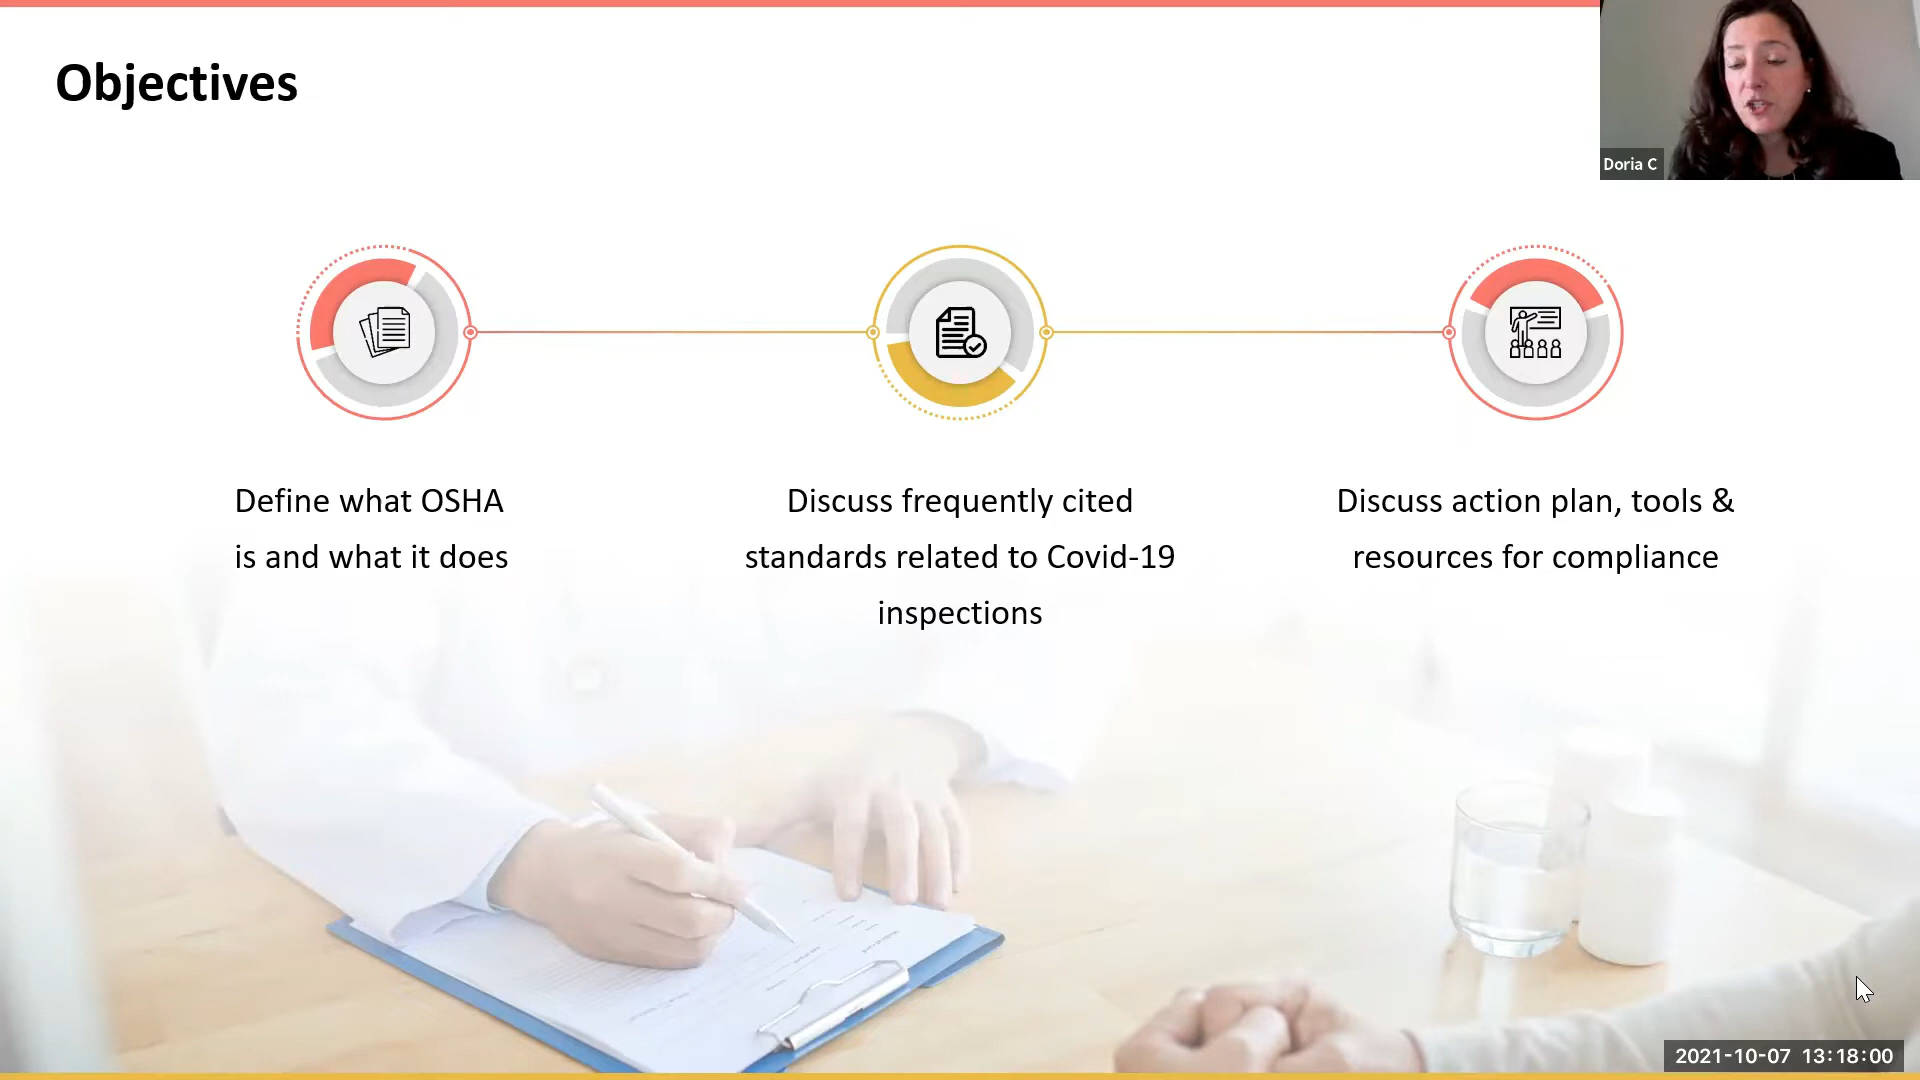 Objectives
Doria C
Define what OSHA
is and what it does
Discuss frequently cited
standards related to Covid-19
inspections
Discuss action plan, tools &
resources for compliance
2021-10-07 13:18:00